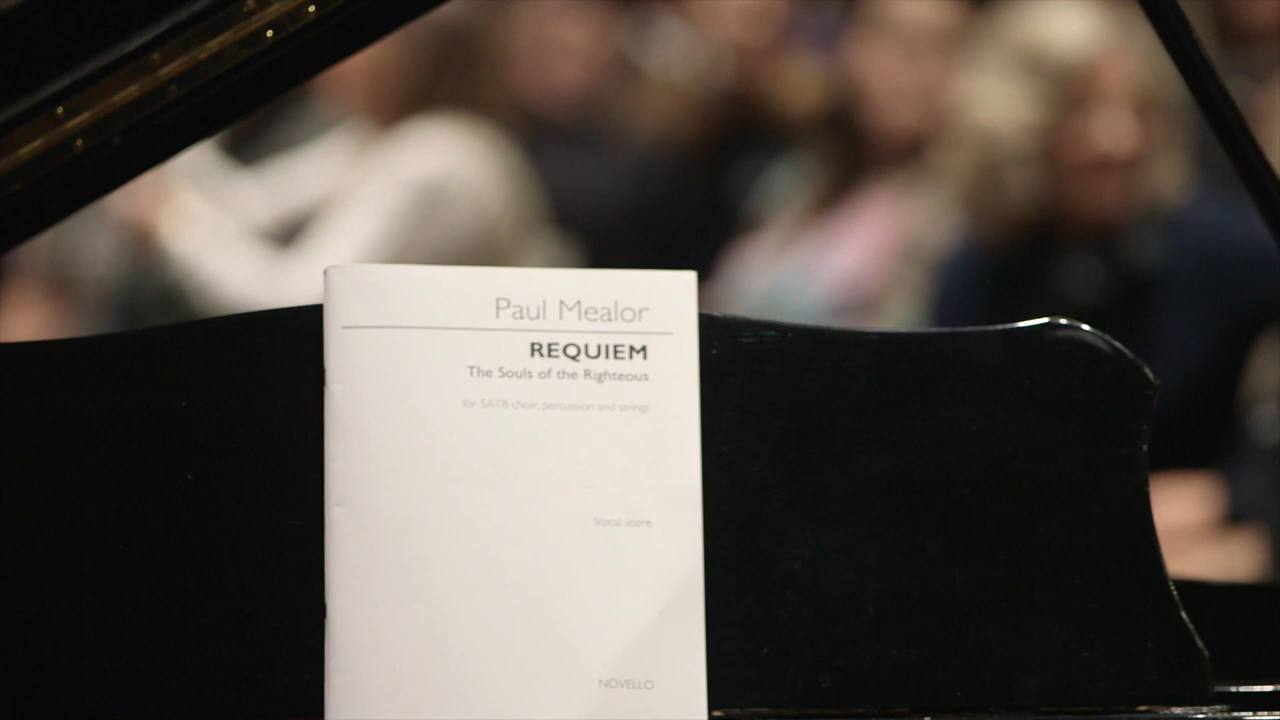 Paul Mealor
REQUIEM
The Souls of the Righteous
for SATB choir, percussion and strings
Vocal score
NOVELLO